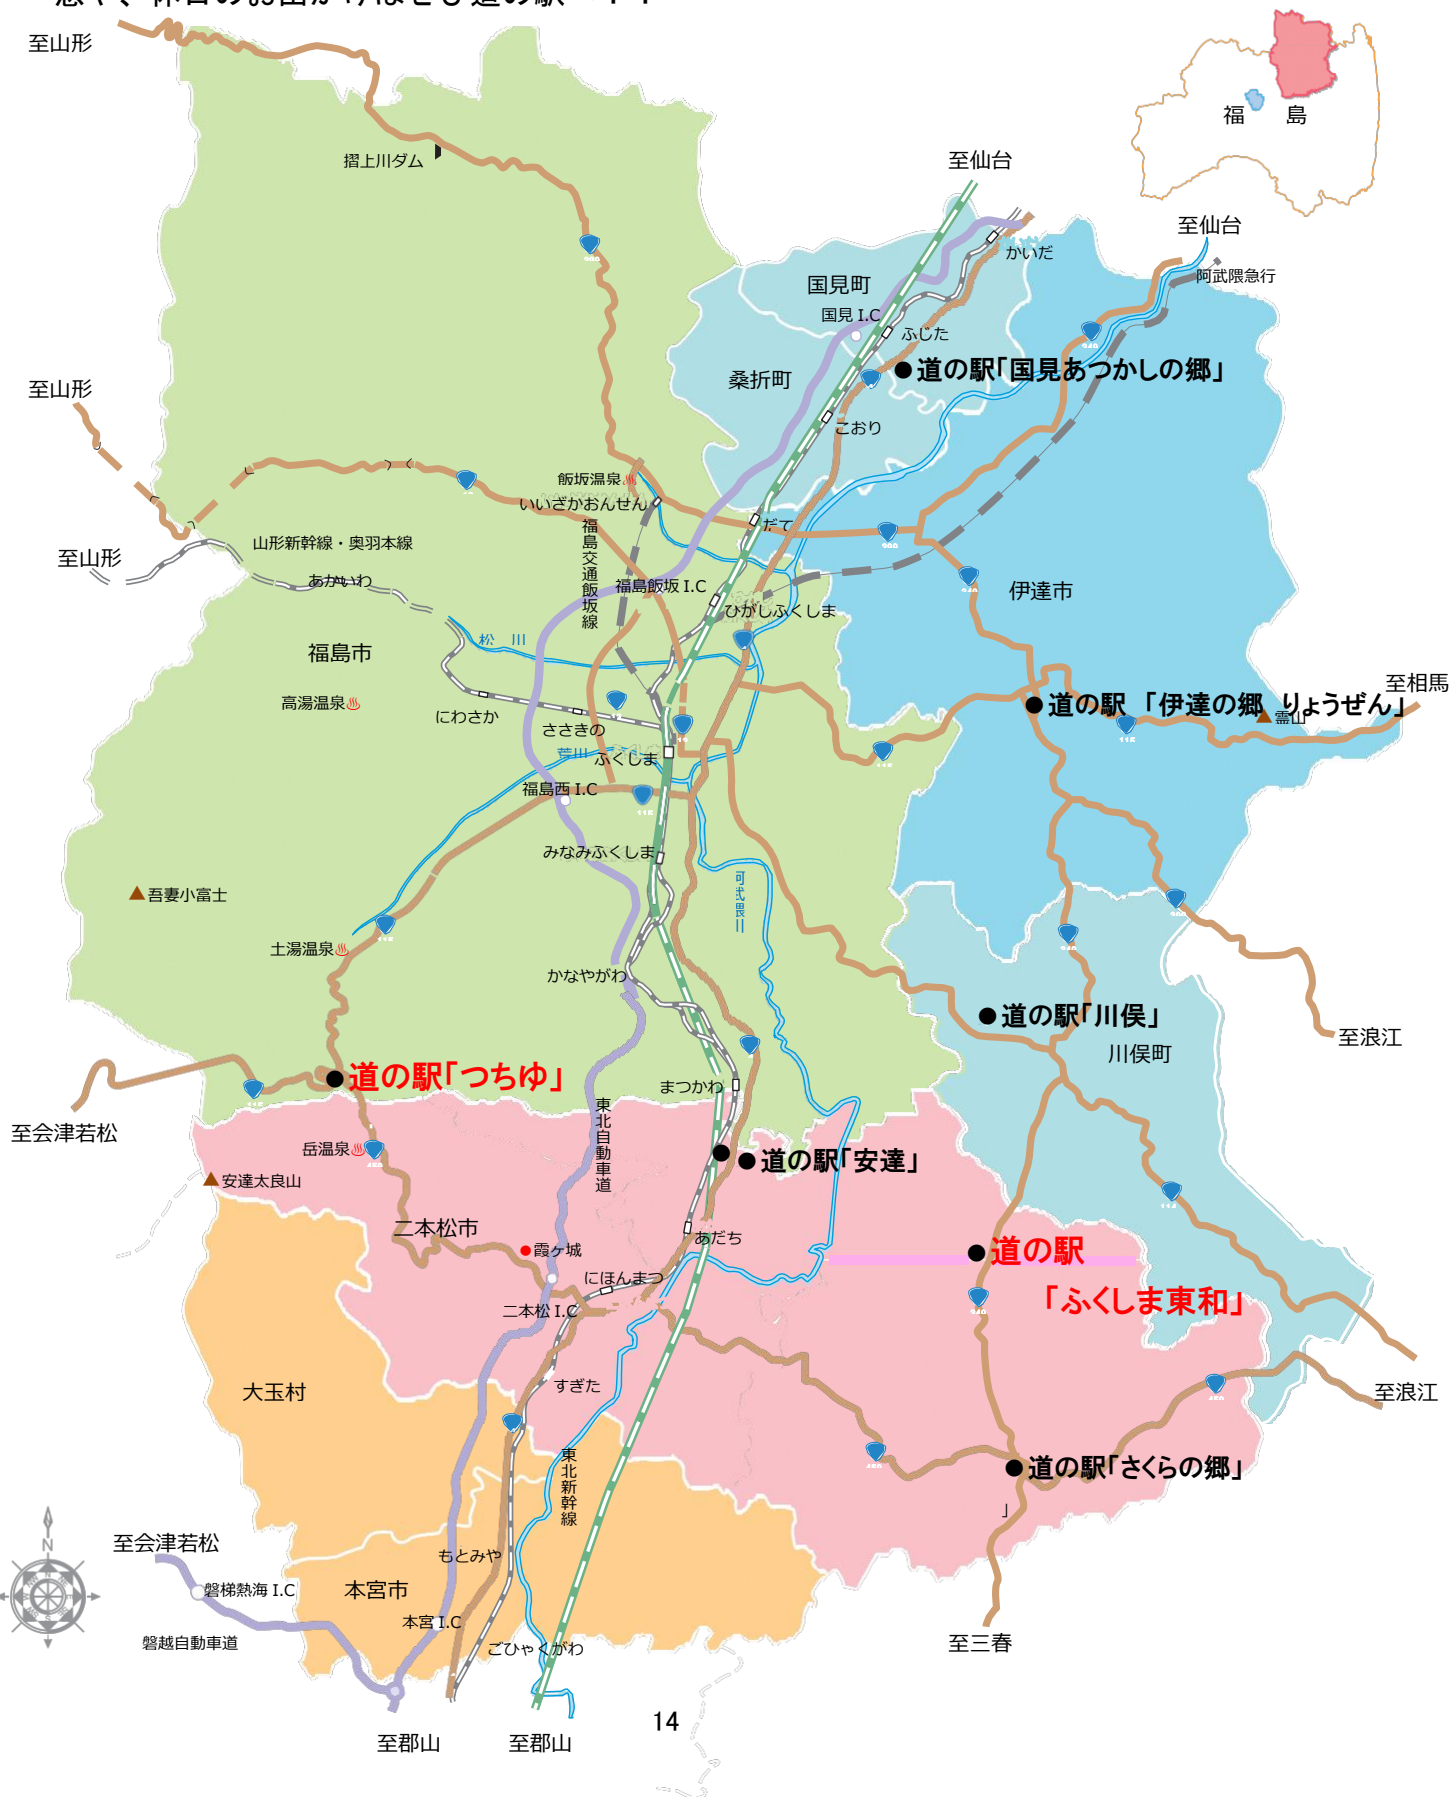 至山形
福　島
摺上川ダム
至仙台
至仙台
かいだ
阿武隈急行
国見町
国見 I.C
ふじた
●道の駅「国見あつかしの郷」
桑折町
至山形
こおり
飯坂温泉♨
いいざかおんせん
福島交通飯坂線
だて
山形新幹線・奥羽本線
至山形
あかいわ
福島飯坂 I.C
ひがしふくしま
伊達市
松　川
福島市
至相馬
高湯温泉♨
●道の駅　「伊達の郷　りょうぜん」
霊山
にわさか
ささきの
荒川
ふくしま
福島西 I.C
115
115
115
みなみふくしま
阿武隈川
吾妻小富士
土湯温泉♨
かなやがわ
●道の駅「川俣」
至浪江
川俣町
●道の駅「つちゆ」
まつかわ
東北自動車道
至会津若松
岳温泉♨
●道の駅「安達」
安達太良山
二本松市
あだち
霞ヶ城
●道の駅
「ふくしま東和」
にほんまつ
二本松 I.C
すぎた
大玉村
至浪江
東北新幹線
●道の駅「さくらの郷」
」
N
至会津若松
もとみや
磐梯熱海 I.C
本宮市
本宮 I.C
磐越自動車道
ごひゃくがわ
至三春
14
至郡山
至郡山